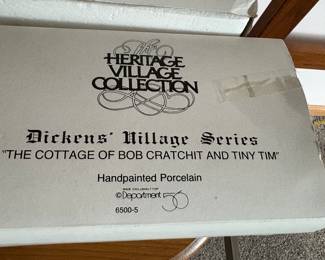 The
HERITAGE
VILLAGE
COLLECTION
Dickens' Village Series
"THE COTTAGE OF BOB CRATCHIT AND TINY TIM"
Handpainted Porcelain
©Department 56
6500-5